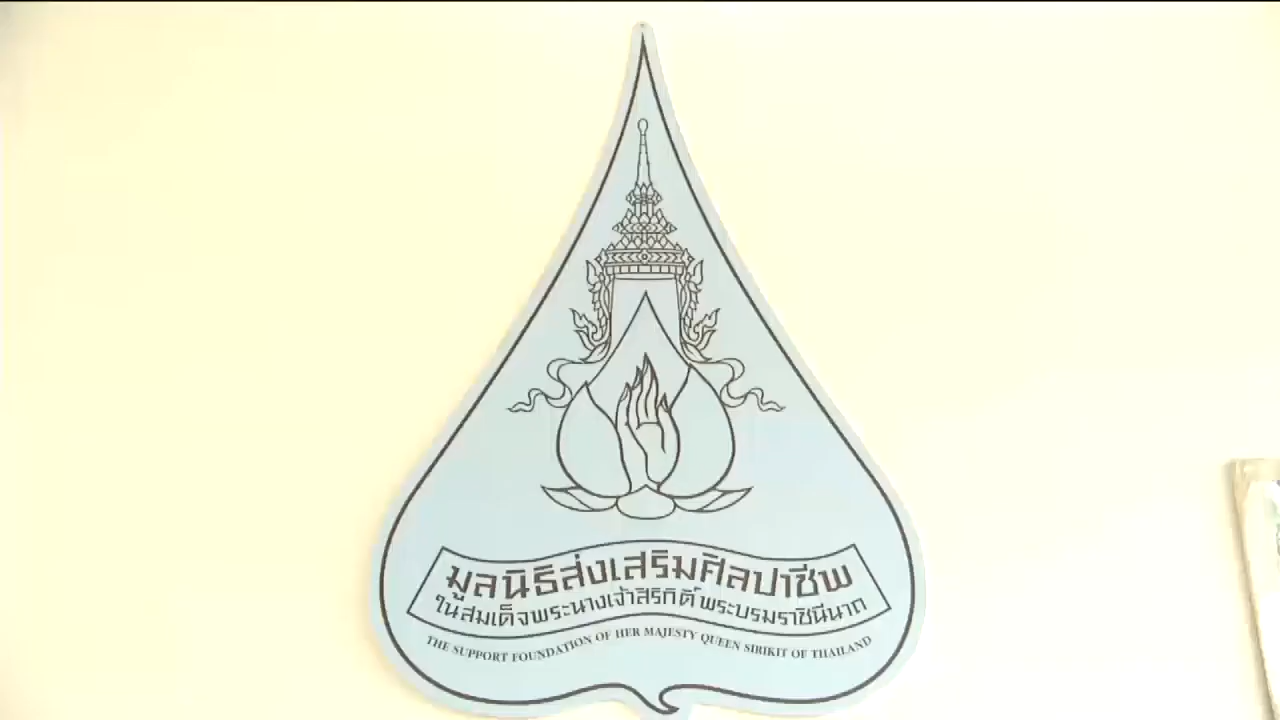 มูลนิธิส่งเสริมศิลปาชีพ
ในสมเด็จพระนางเจ้าสิริกิติ์ พระบรมราชินีนาถ
THE SUPPORT FOUNDATION OF HER MAJESTY QUEEN SIRIKIT OF THAILAND